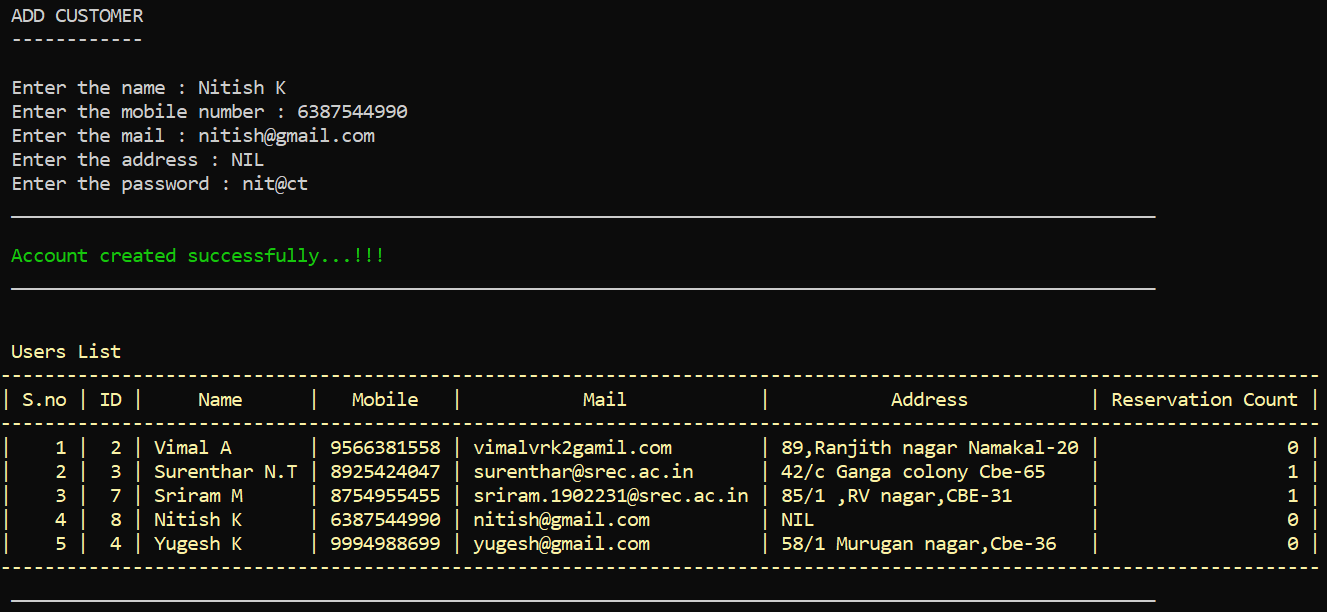 ADD CUSTOMER
------------
Enter the name : Nitish K
Enter the mobile number : 6387544990
Enter the mail : nitish@gmail.com
Enter the address : NIL
Enter the password : nit@ct
Account created successfully...!!!
Users List
| S.no | ID | Name | Mobile | Mail | Address | Reservation Count |
| 1 | 2 | Vimal A | 9566381558 | vimalvrk2gamil.com | 89,Ranjith nagar Namakal-20 | 0 |
| 2 | 3 | Surenthar N.T | 8925424047 | surenthar@srec.ac.in | 42/c Ganga colony Cbe-65 | 1 |
| 3 | 7 | Sriram M | 8754955455 | sriram.1902231@srec.ac.in | 85/1 ,RV nagar,CBE-31 | 1 |
| 4 | 8 | Nitish K | 6387544990 | nitish@gmail.com | NIL | 0 |
| 5 | 4 | Yugesh K | 9994988699 | yugesh@gmail.com | 58/1 Murugan nagar,Cbe-36 | 0 |